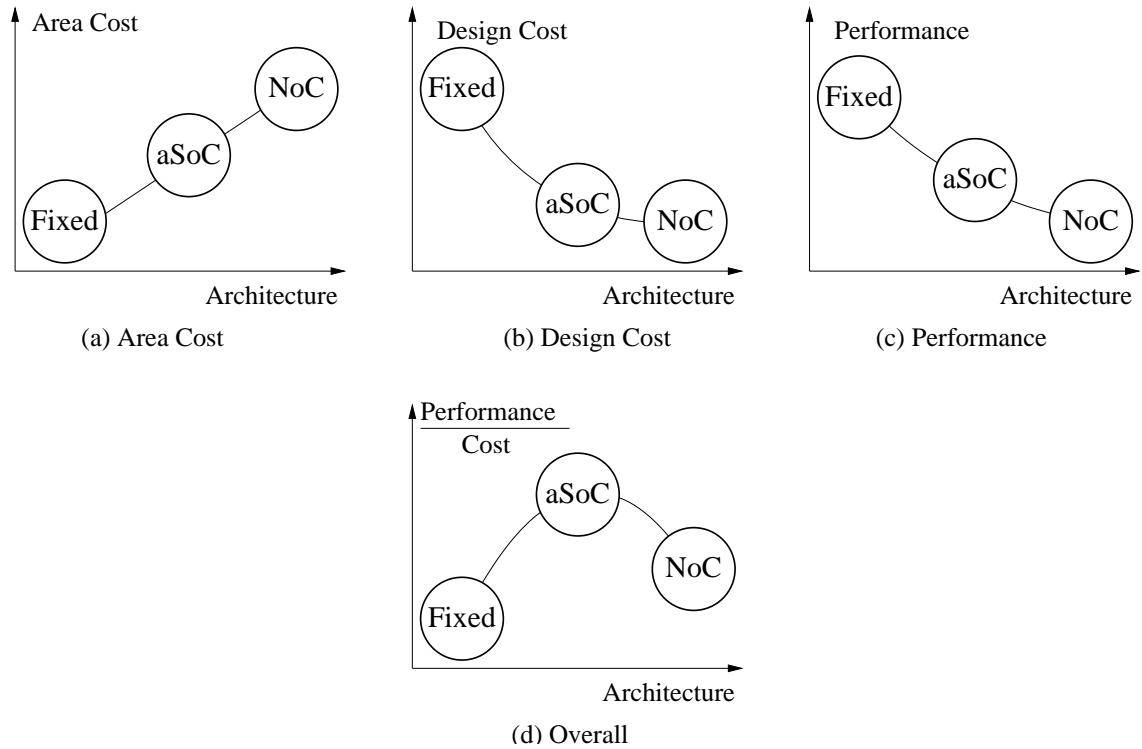 Area Cost
NoC
aSoC
Fixed
Architecture
(a) Area Cost
Design Cost
Fixed
aSoC
NoC
Architecture
(b) Design Cost
Performance
Fixed
aSoC
NoC
Architecture
(c) Performance
Performance
Cost
aSoC
NoC
Fixed
Architecture
(d) Overall